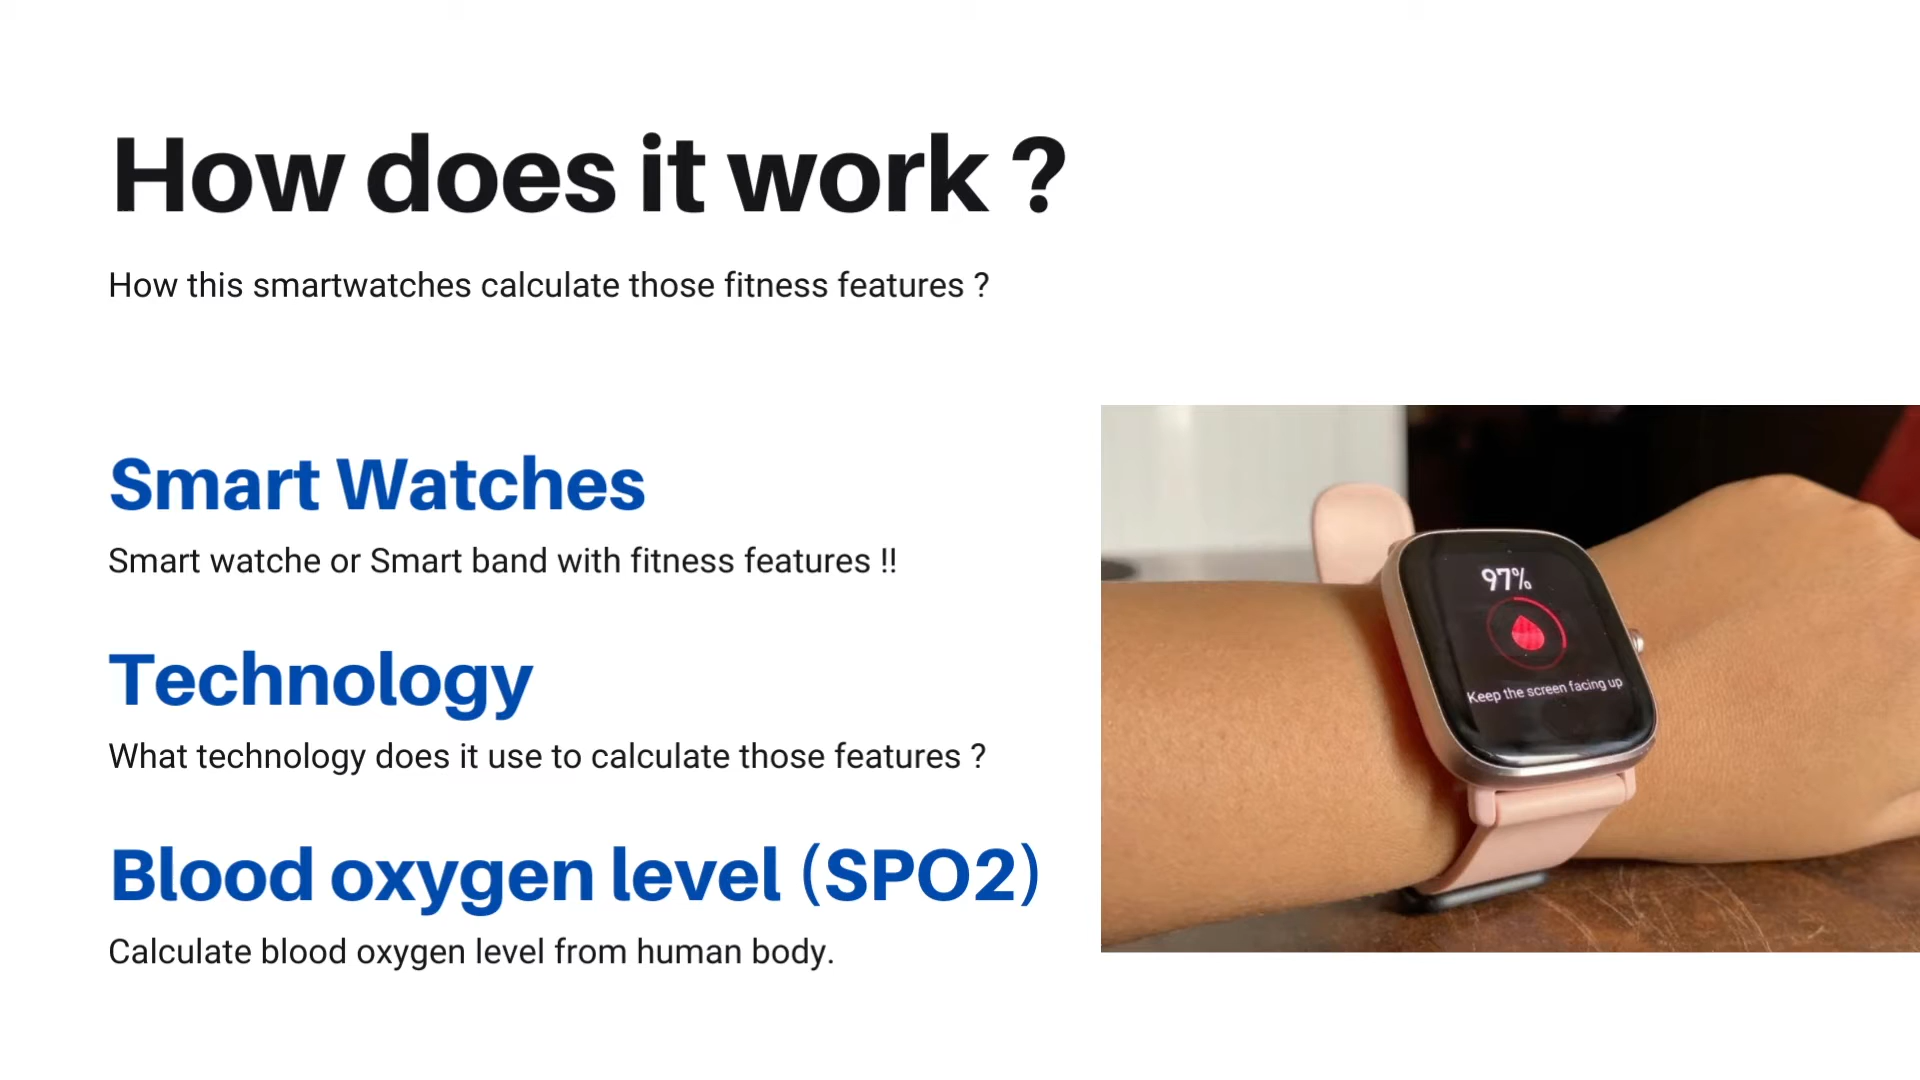 How does it work ?
How this smartwatches calculate those fitness features ?
Smart Watches
Smart watche or Smart band with fitness features !!
Technology
What technology does it use to calculate those features ?
Blood oxygen level (SPO2)
Calculate blood oxygen level from human body.
97%
Keep the screen facing up